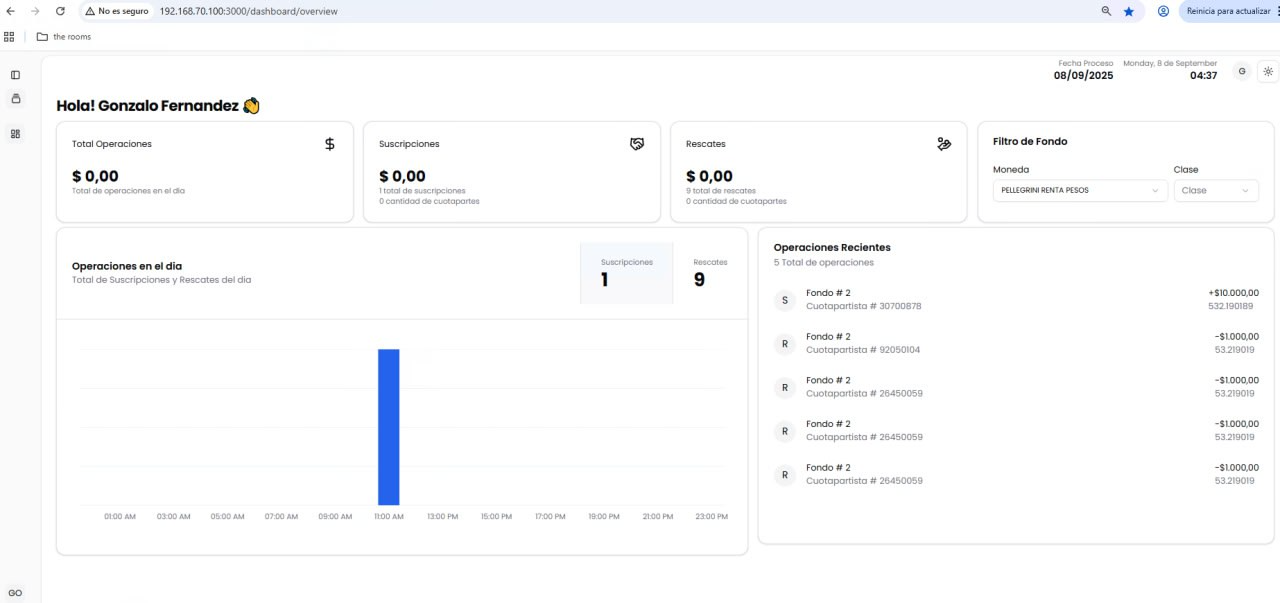 No es seguro
192.168.70.100:3000/dashboard/overview
Reinicia para actualizar
the rooms
Fecha Proceso
08/09/2025
Monday, 8 de September
04:37
G
Hola! Gonzalo Fernandez 👋
Total Operaciones
$ 0,00
Total de operaciones en el día
Suscripciones
$ 0,00
1 total de suscripciones
0 cantidad de cuotapartes
Rescates
$ 0,00
9 total de rescates
0 cantidad de cuotapartes
Filtro de Fondo
Moneda
PELLEGRINI RENTA PESOS
Clase
Clase
Operaciones en el día
Total de Suscripciones y Rescates del día
Suscripciones
1
Rescates
9
01:00 AM 03:00 AM 05:00 AM 07:00 AM 09:00 AM 11:00 AM 13:00 PM 15:00 PM 17:00 PM 19:00 PM 21:00 PM 23:00 PM
Operaciones Recientes
5 Total de operaciones
S
Fondo # 2
Cuotapartista # 30700878
+$10.000,00
532.190189
R
Fondo # 2
Cuotapartista # 92050104
-$1.000,00
53.219019
R
Fondo # 2
Cuotapartista # 26450059
-$1.000,00
53.219019
R
Fondo # 2
Cuotapartista # 26450059
-$1.000,00
53.219019
R
Fondo # 2
Cuotapartista # 26450059
-$1.000,00
53.219019
GO